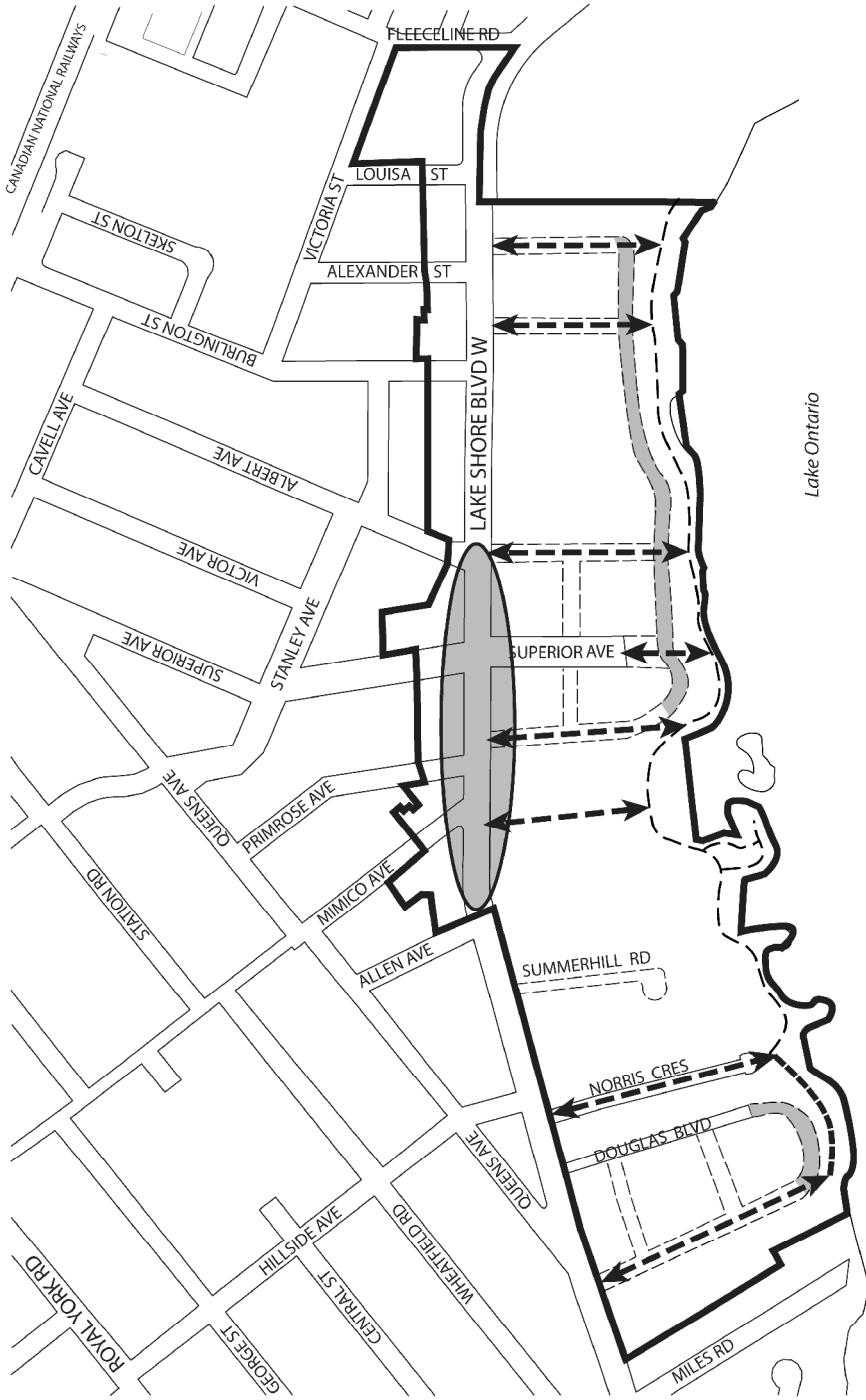 CANADIAN NATIONAL RAILWAYS
FLEECELINE RD
SKELTON ST
VICTORIA ST
LOUISA ST
ALEXANDER ST
BURLINGTON ST
CAVELL AVE
ALBERT AVE
VICTOR AVE
SUPERIOR AVE
STANLEY AVE
LAKE SHORE BLVD W
Lake Ontario
SUPERIOR AVE
QUEENS AVE
PRIMROSE AVE
STATION RD
MIMICO AVE
ALLEN AVE
SUMMERHILL RD
NORRIS CRES
DOUGLAS BLVD
QUEENS AVE
HILLSIDE AVE
WHEATFIELD RD
CENTRAL ST
ROYAL YORK RD
GEORGE ST
MILES RD